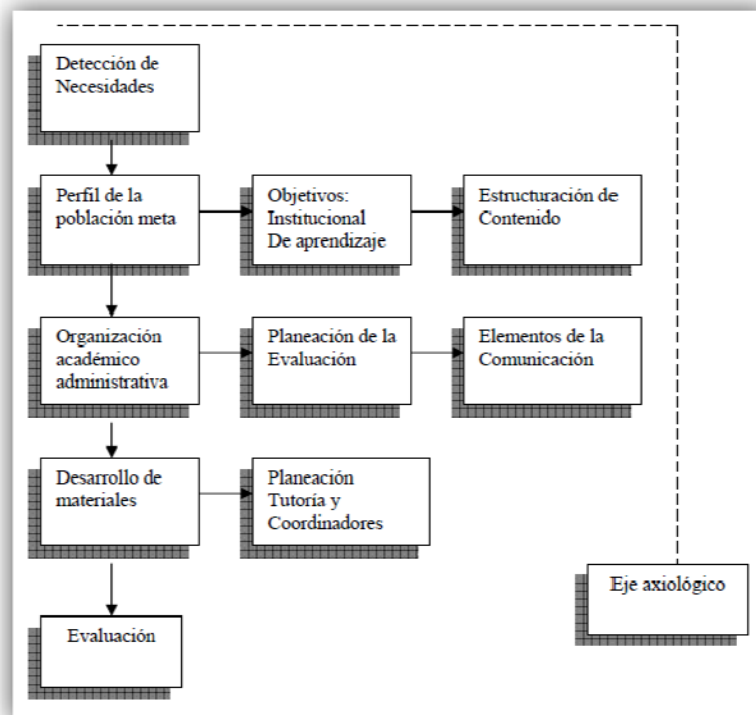 Detección de
Necesidades
Perfil de la
población meta
Objetivos:
Institucional
De aprendizaje
Estructuración de
Contenido
Organización
académico
administrativa
Planeación de la
Evaluación
Elementos de la
Comunicación
Desarrollo de
materiales
Planeación
Tutoría y
Coordinadores
Eje axiológico
Evaluación